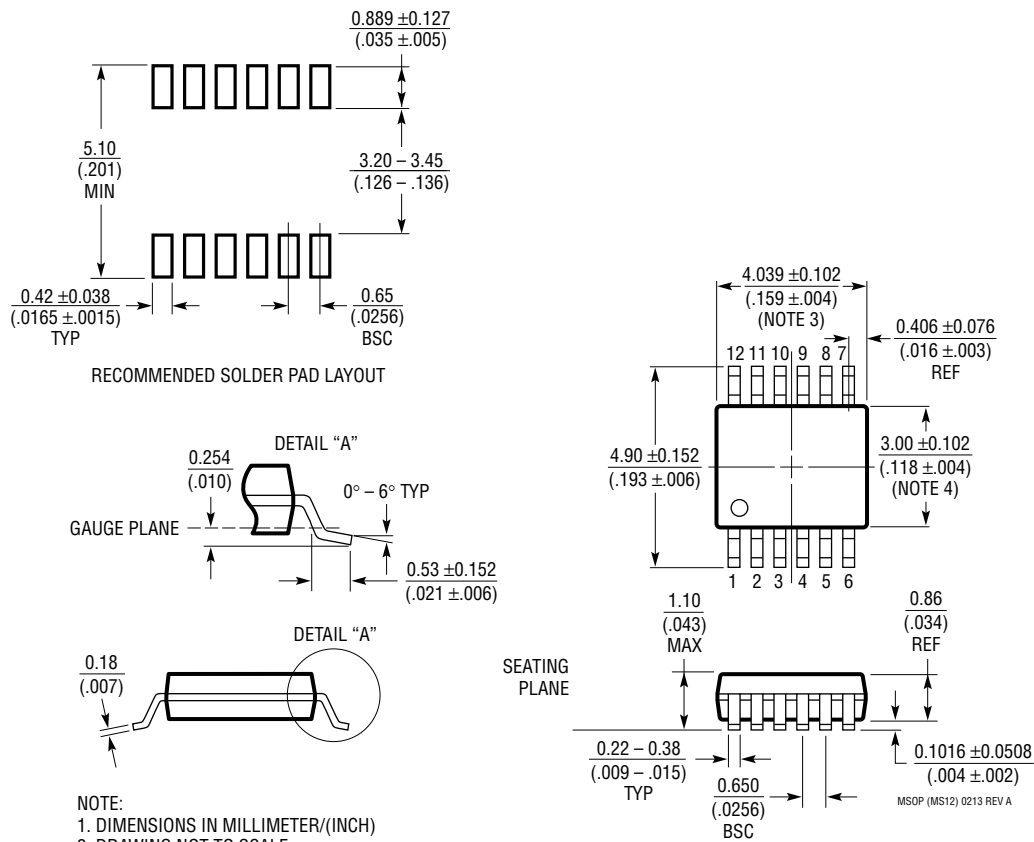 0.889 ±0.127
(.035 ±.005)
5.10
(.201)
MIN
3.20 – 3.45
(.126 – .136)
0.42 ±0.038
(.0165 ±.0015)
TYP
0.65
(.0256)
BSC
RECOMMENDED SOLDER PAD LAYOUT
4.039 ±0.102
(.159 ±.004)
(NOTE 3)
0.406 ±0.076
(.016 ±.003)
REF
12 11 10 9 8 7
4.90 ±0.152
(.193 ±.006)
3.00 ±0.102
(.118 ±.004)
(NOTE 4)
1 2 3 4 5 6
DETAIL “A”
0.254
(.010)
0° – 6° TYP
GAUGE PLANE
0.53 ±0.152
(.021 ±.006)
DETAIL “A”
0.18
(.007)
1.10
(.043)
MAX
0.86
(.034)
REF
SEATING
PLANE
0.22 – 0.38
(.009 – .015)
TYP
0.650
(.0256)
BSC
0.1016 ±0.0508
(.004 ±.002)
MSOP (MS12) 0213 REV A
NOTE:
1. DIMENSIONS IN MILLIMETER/(INCH)